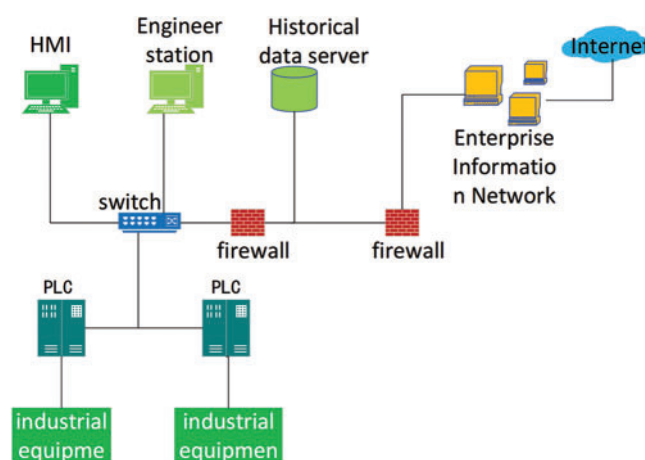 HMI
Engineer
station
Historical
data server
Internet
Enterprise
Informatio
n Network
switch
firewall
firewall
PLC
PLC
industrial
equipme
industrial
equipmen